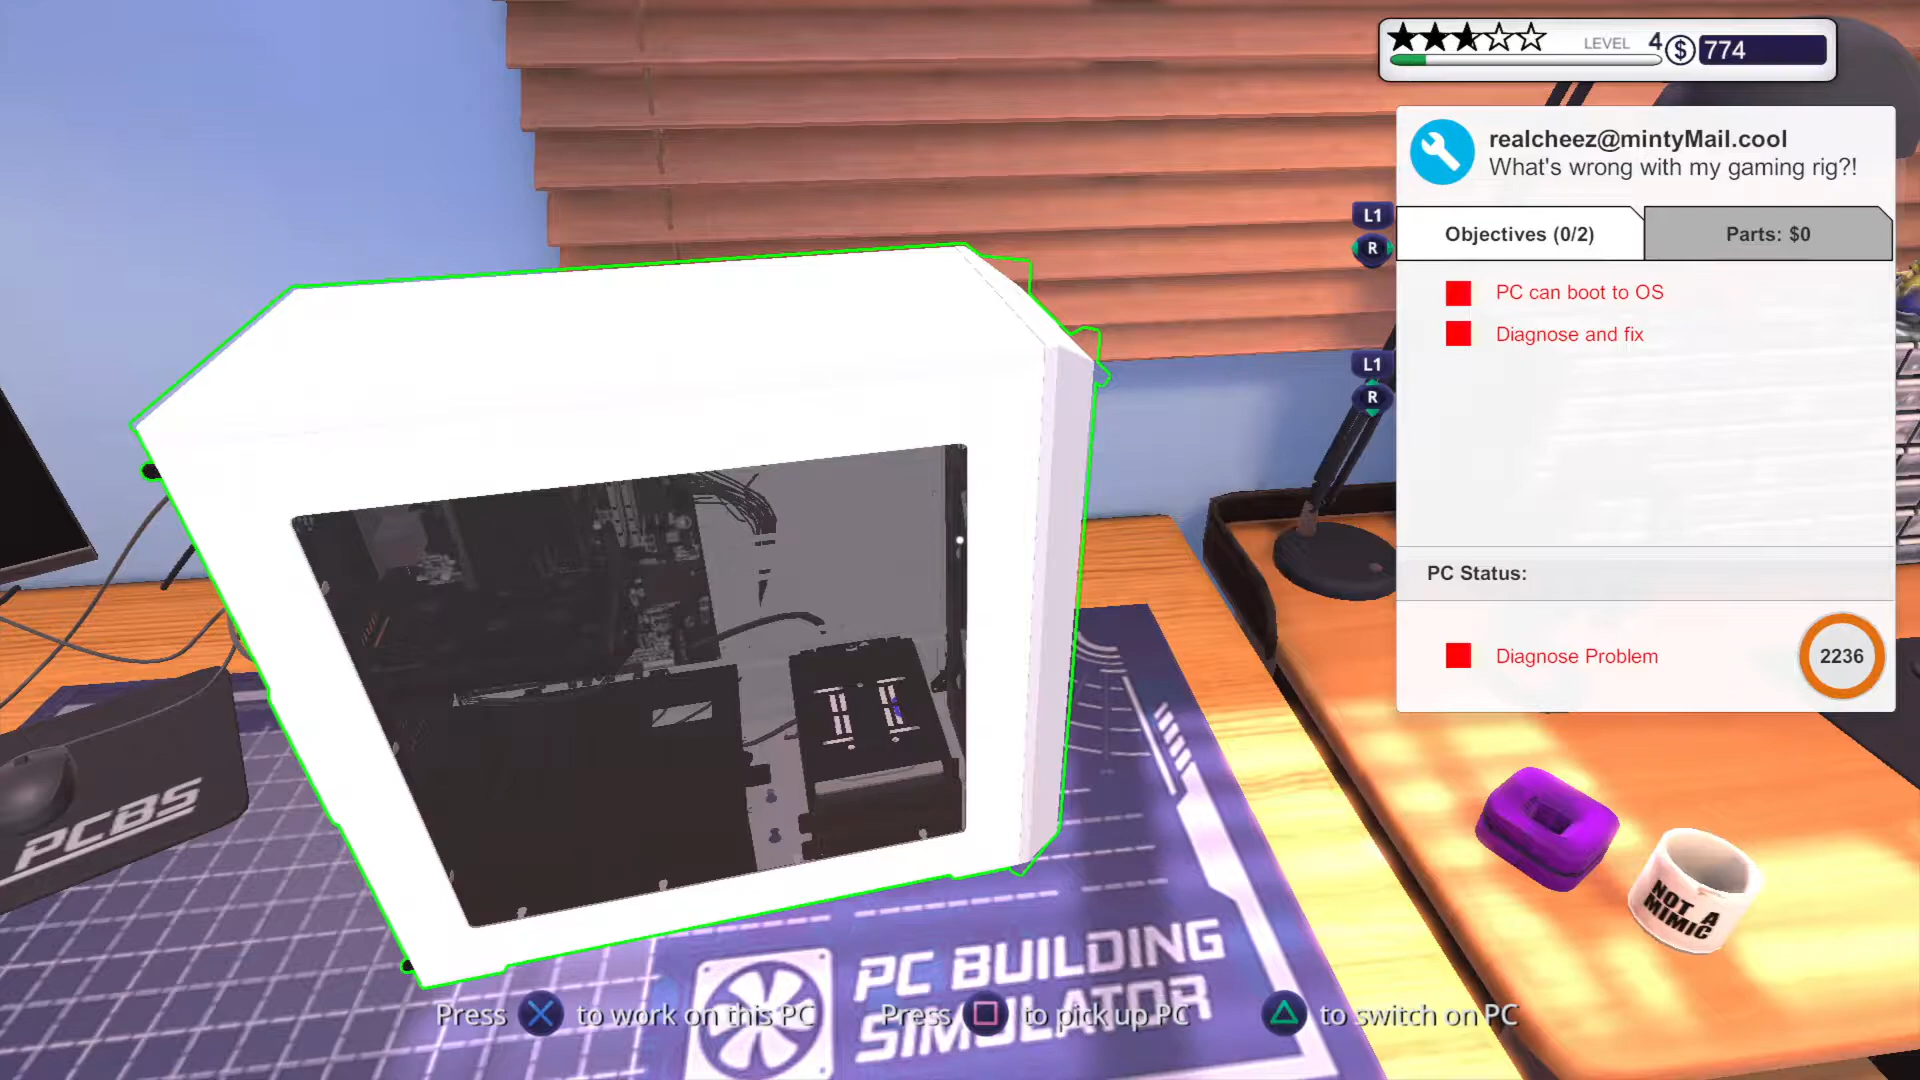 LEVEL 4 $ 774
realcheez@mintyMail.cool
What's wrong with my gaming rig?!
L1
R
Objectives (0/2)
Parts: $0
PC can boot to OS
Diagnose and fix
L1
R
PC Status:
Diagnose Problem
2236
PCBS
NOT A
MIMIC
PC BUILDING
SIMULATOR
Press to work on this PC
Press to pick up PC
to switch on PC